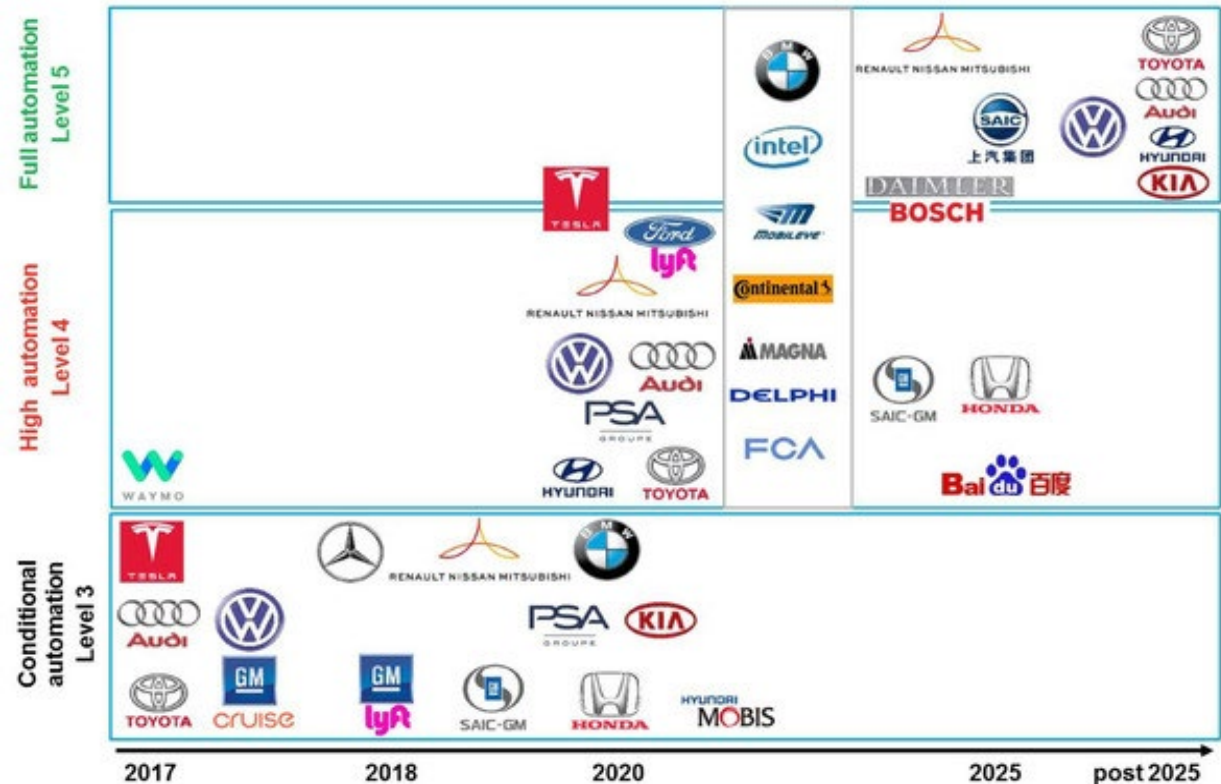 Full automation
Level 5
BMW
RENAULT NISSAN MITSUBISHI
TOYOTA
Audi
intel
SAIC
上汽集团
HYUNDAI
KIA
DAIMLER
BOSCH
High automation
Level 4
TESLA
Ford
lyft
MOBILEYE
RENAULT NISSAN MITSUBISHI
Continental
Audi
MAGNA
PSA
GROUPE
DELPHI
SAIC-GM
HONDA
HYUNDAI
TOYOTA
FCA
WAYMO
Bai du 百度
Conditional
automation
Level 3
TESLA
RENAULT NISSAN MITSUBISHI
BMW
Audi
PSA
GROUPE
KIA
TOYOTA
GM
cruise
GM
lyft
SAIC-GM
HONDA
HYUNDAI
MOBIS
2017 2018 2020 2025 post 2025